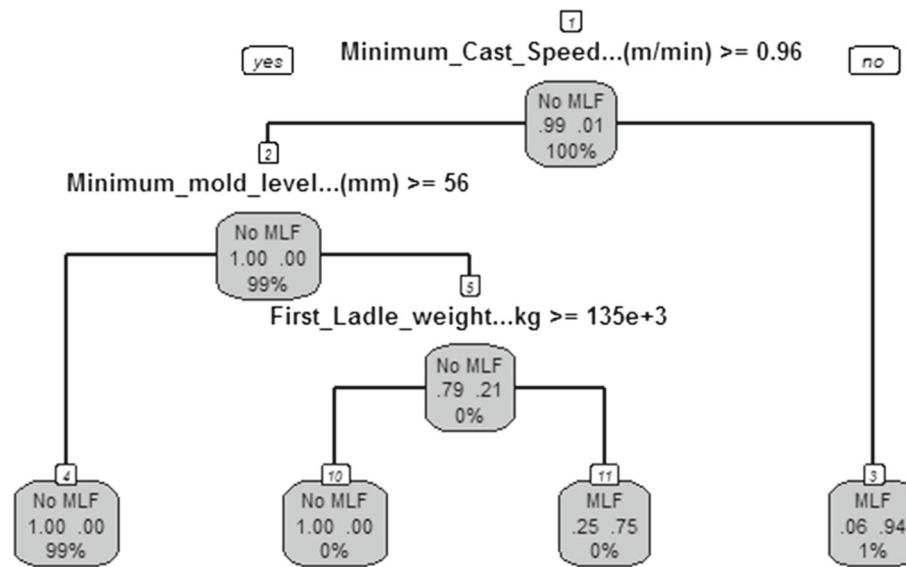 1
yes
Minimum_Cast_Speed...(m/min) >= 0.96
no
No MLF
.99 .01
100%
2
Minimum_mold_level...(mm) >= 56
No MLF
1.00 .00
99%
5
First_Ladle_weight...kg >= 135e+3
No MLF
.79 .21
0%
4
No MLF
1.00 .00
99%
10
No MLF
1.00 .00
0%
11
MLF
.25 .75
0%
3
MLF
.06 .94
1%